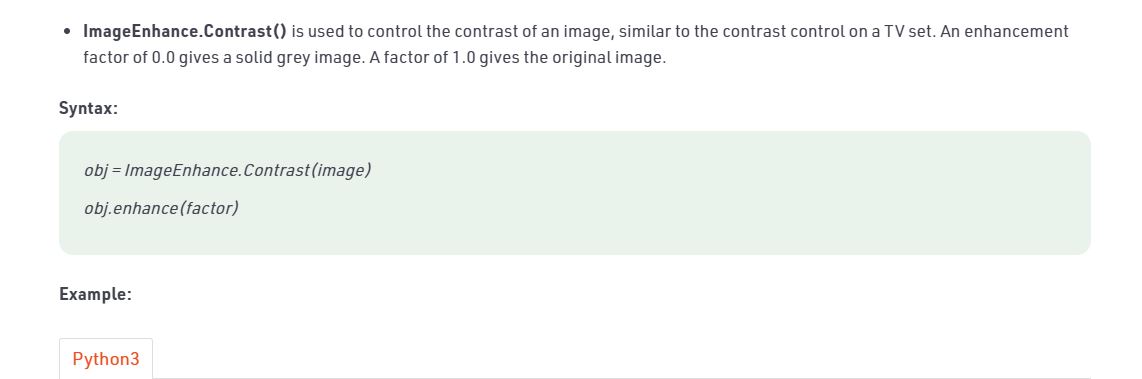 • ImageEnhance.Contrast() is used to control the contrast of an image, similar to the contrast control on a TV set. An enhancement
factor of 0.0 gives a solid grey image. A factor of 1.0 gives the original image.
Syntax:
obj = ImageEnhance.Contrast(image)
obj.enhance(factor)
Example:
Python3